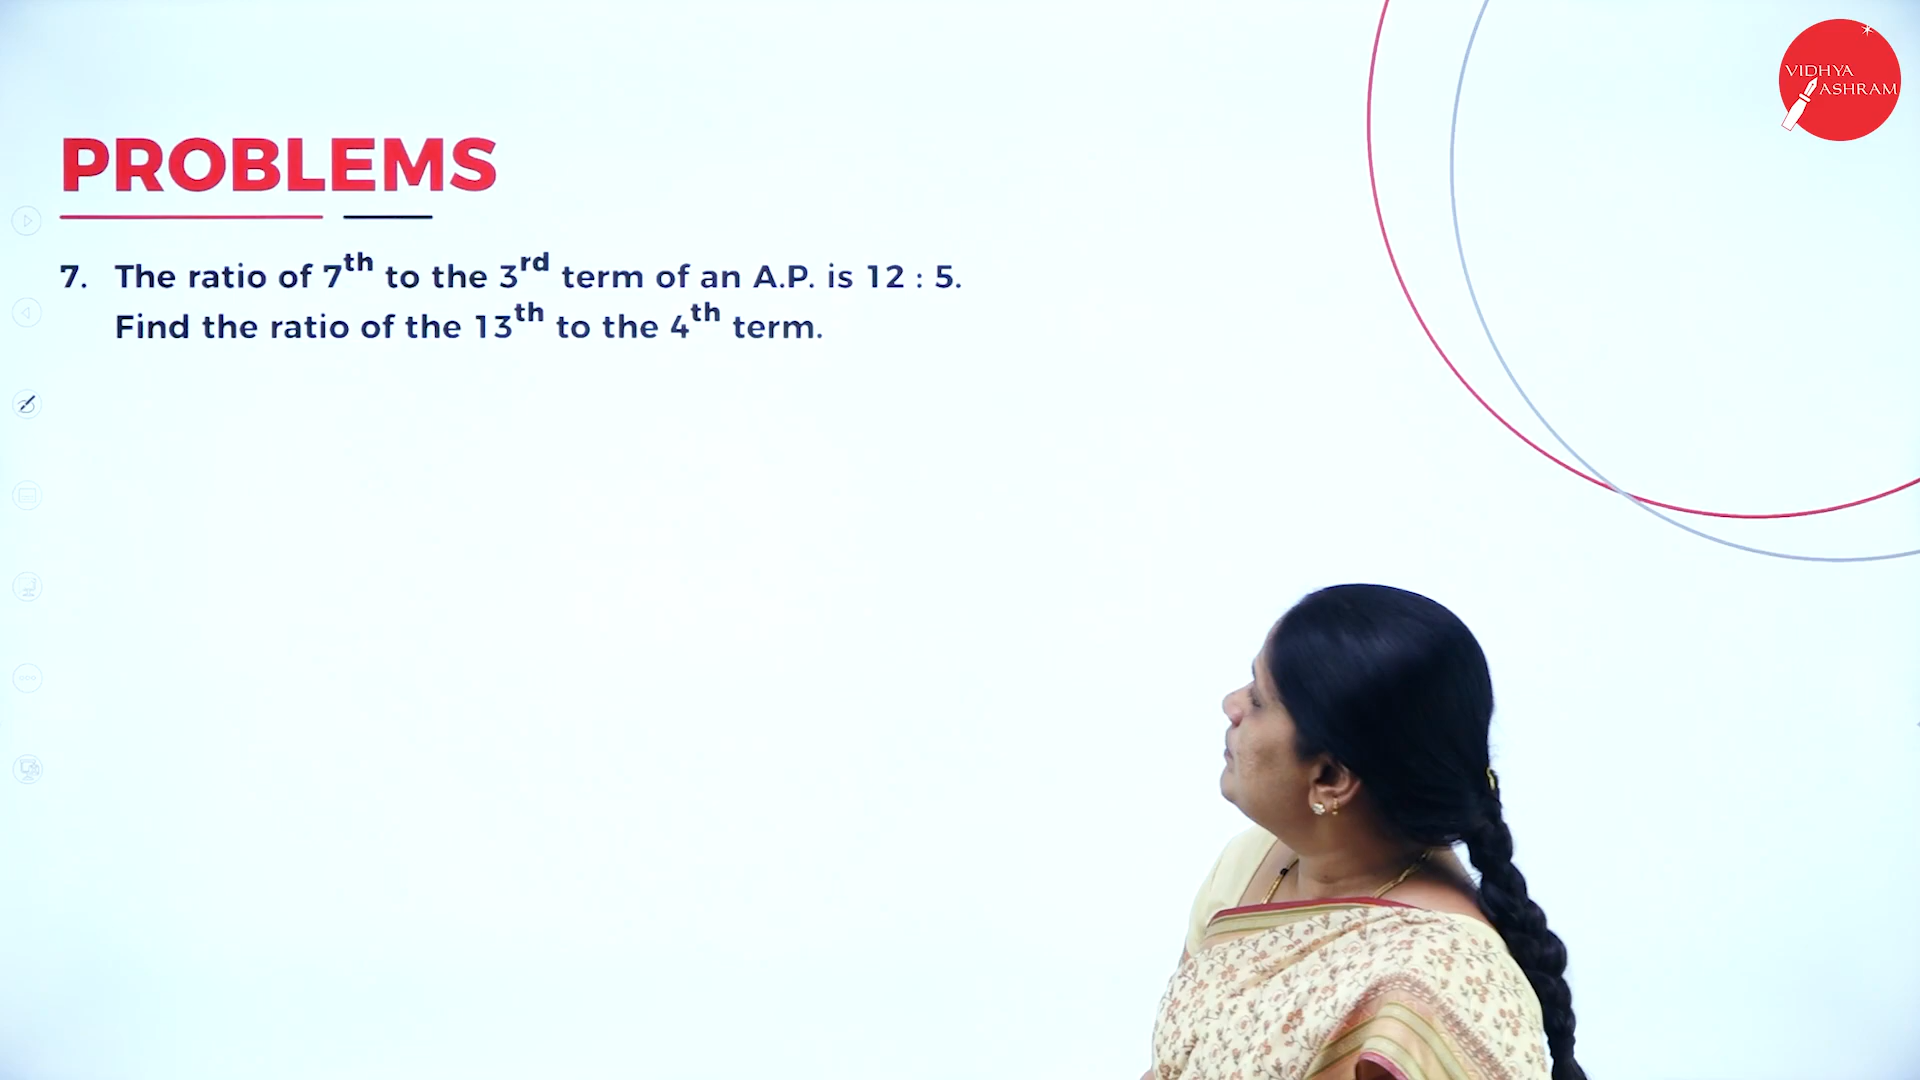 VIDHYA
ASHRAM
PROBLEMS
7. The ratio of 7th to the 3rd term of an A.P. is 12 : 5.
Find the ratio of the 13th to the 4th term.